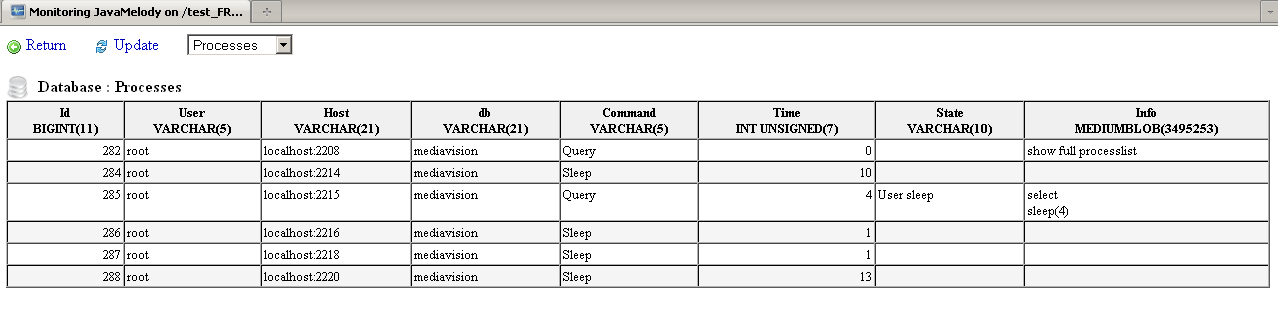 Monitoring JavaMelody on /test_FR...
Return Update Processes
Database : Processes
Id User Host db Command Time State Info
BIGINT(11) VARCHAR(5) VARCHAR(21) VARCHAR(21) VARCHAR(5) INT UNSIGNED(7) VARCHAR(10) MEDIUMBLOB(3495253)
282 root localhost:2208 mediavision Query 0 show full processlist
284 root localhost:2214 mediavision Sleep 10
285 root localhost:2215 mediavision Query 4 User sleep select
sleep(4)
286 root localhost:2216 mediavision Sleep 1
287 root localhost:2218 mediavision Sleep 1
288 root localhost:2220 mediavision Sleep 13